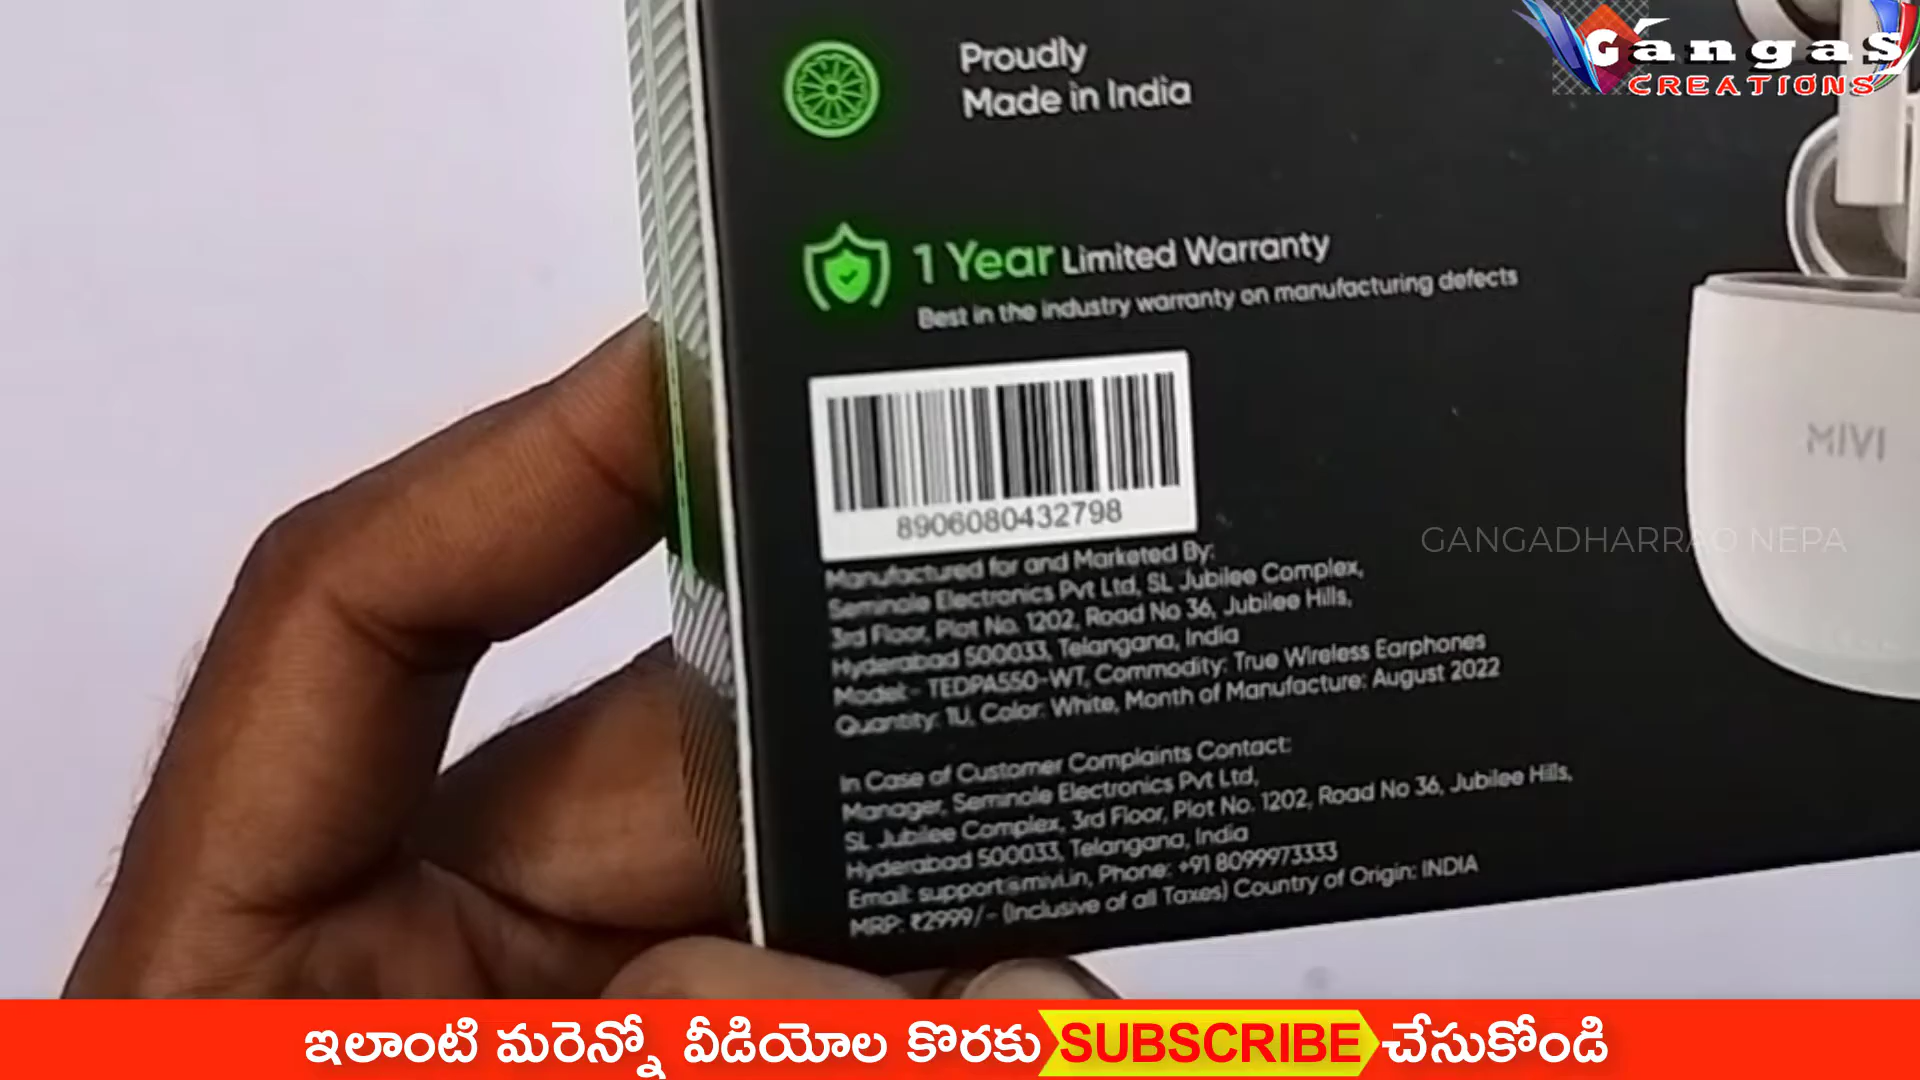 GangaS
CREATIONS
Proudly
Made in India
1 Year Limited Warranty
Best in the industry warranty on manufacturing defects
8906080432798
MIVI
GANGADHARRAO NEPA
Manufactured for and Marketed By:
Seminole Electronics Pvt Ltd, SL Jubilee Complex,
3rd Floor, Plot No. 1202, Road No 36, Jubilee Hills,
Hyderabad 500033, Telangana, India
Model:- TEDPA550-WT, Commodity: True Wireless Earphones
Quantity: 1U, Color: White, Month of Manufacture: August 2022
In Case of Customer Complaints Contact:
Manager, Seminole Electronics Pvt Ltd,
SL Jubilee Complex, 3rd Floor, Plot No. 1202, Road No 36, Jubilee Hills,
Hyderabad 500033, Telangana, India
Email: support@mivi.in, Phone: +91 8099973333
MRP: ₹2999/- (Inclusive of all Taxes) Country of Origin: INDIA
ఇలాంటి మరెన్నో వీడియోల కొరకు SUBSCRIBE చేసుకోండి